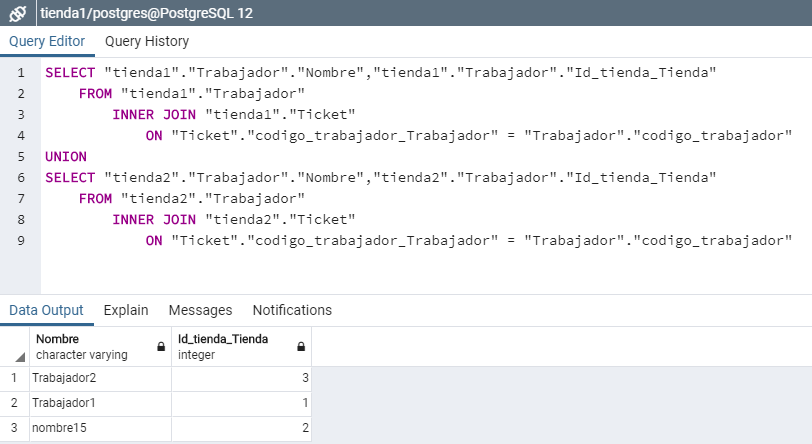 tienda1/postgres@PostgreSQL 12
Query Editor Query History
1 SELECT "tienda1"."Trabajador"."Nombre","tienda1"."Trabajador"."Id_tienda_Tienda"
2 FROM "tienda1"."Trabajador"
3 INNER JOIN "tienda1"."Ticket"
4 ON "Ticket"."codigo_trabajador_Trabajador" = "Trabajador"."codigo_trabajador"
5 UNION
6 SELECT "tienda2"."Trabajador"."Nombre","tienda2"."Trabajador"."Id_tienda_Tienda"
7 FROM "tienda2"."Trabajador"
8 INNER JOIN "tienda2"."Ticket"
9 ON "Ticket"."codigo_trabajador_Trabajador" = "Trabajador"."codigo_trabajador"
Data Output Explain Messages Notifications
Nombre Id_tienda_Tienda
character varying integer
1 Trabajador2 3
2 Trabajador1 1
3 nombre15 2